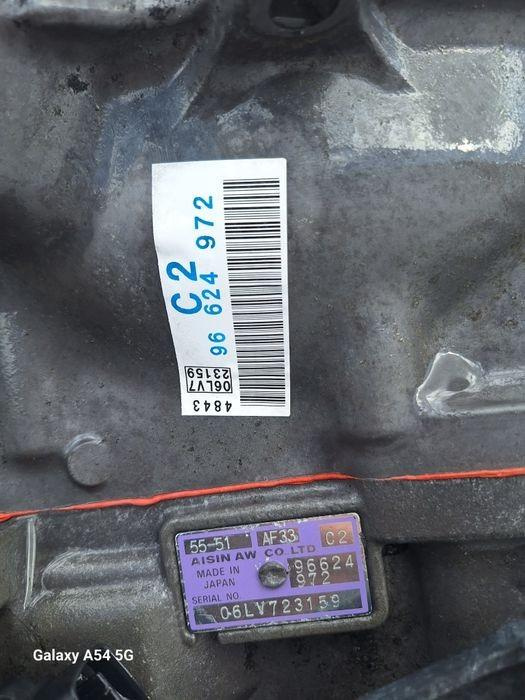 C2
96 624 972
06LV7
23159
4843
55-51 AF33 C2
AISIN AW CO. LTD
MADE IN
JAPAN
96624
972
SERIAL NO.
06LV723159
Galaxy A54 5G